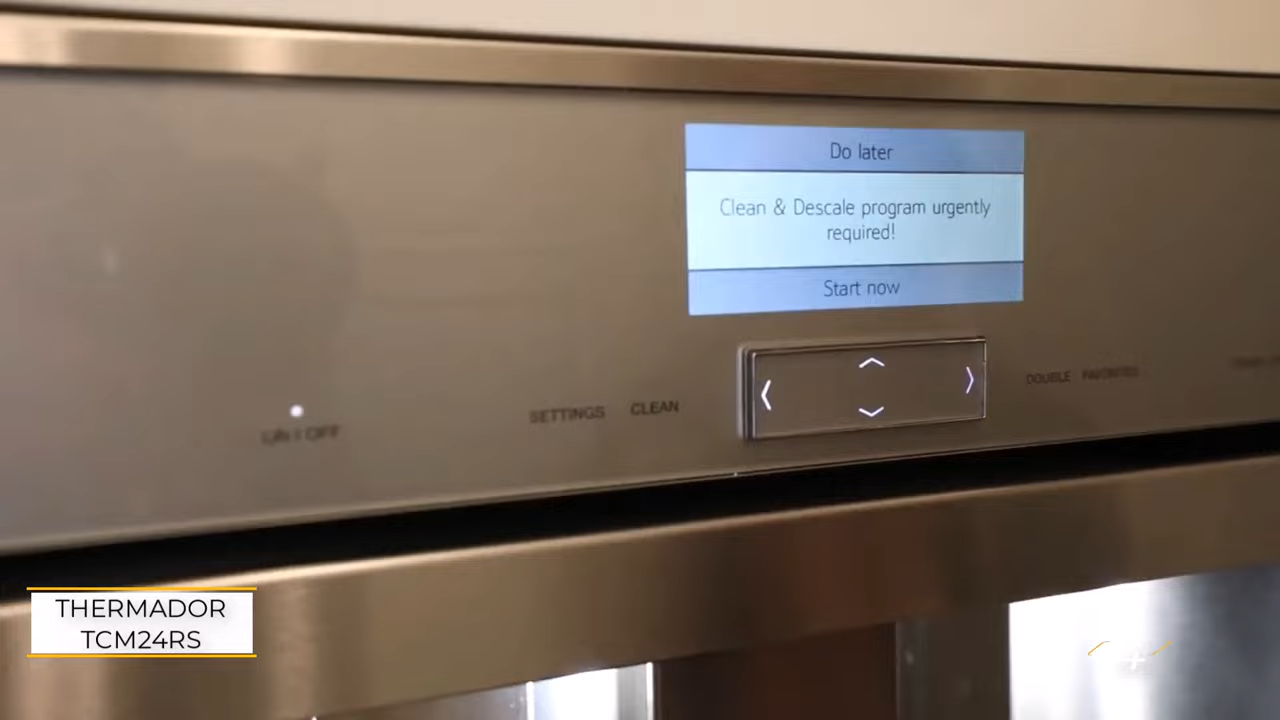 Do later
Clean & Descale program urgently
required!
Start now
SETTINGS CLEAN
DOUBLE FAVORITES
ON / OFF
THERMADOR
TCM24RS